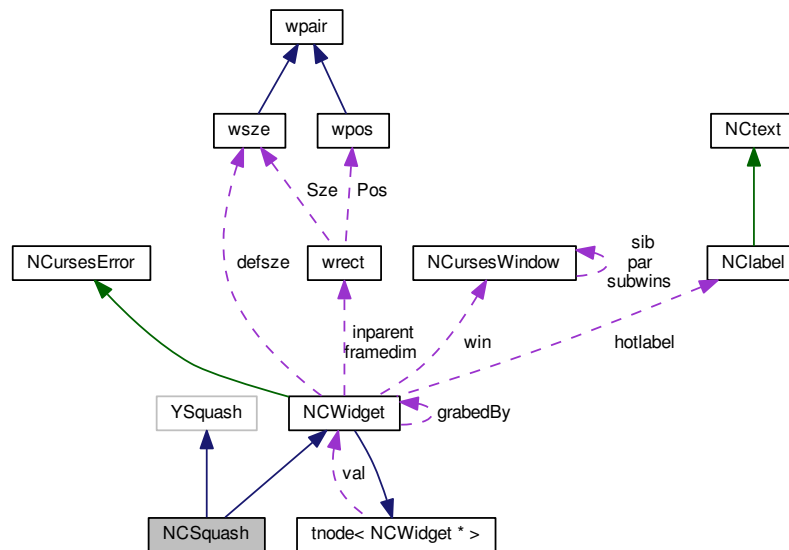 wpair
wsze
wpos
NCtext
Sze
Pos
NCursesError
defsze
wrect
NCursesWindow
sib
par
subwins
NClabel
inparent
framedim
win
hotlabel
YSquash
NCWidget
grabedBy
val
NCSquash
tnode< NCWidget * >